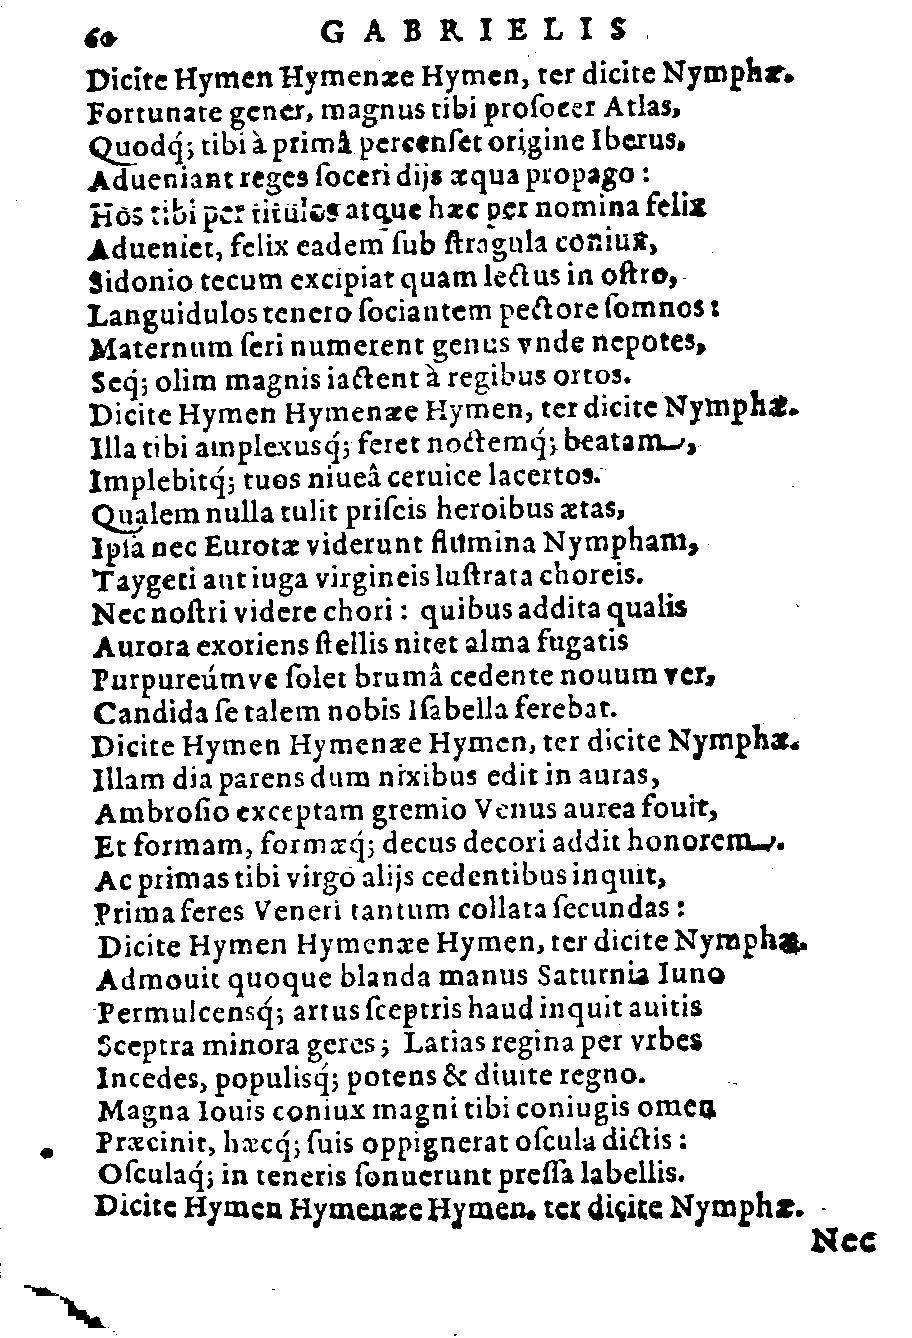 60 GABRIELIS
Dicite Hymen Hymenæe Hymen, ter dicite Nymphæ.
Fortunate gener, magnus tibi proſocer Atlas,
Quodq́; tibi à primâ percenſet origine Iberus,
Adueniant reges ſoceri dijs æqua propago :
Hos tibi per titulos atque hæc per nomina felix
Adueniet, felix eadem ſub ſtragula coniux,
Sidonio tecum excipiat quam lectus in oſtro,
Languidulos tenero ſociantem pectore ſomnos :
Maternum ſeri numerent genus vnde nepotes,
Seq́; olim magnis iactent à regibus ortos.
Dicite Hymen Hymenæe Hymen, ter dicite Nymphæ.
Illa tibi amplexusq́; feret noctemq́; beatam,
Implebitq́; tuos niueâ ceruice lacertos.
Qualem nulla tulit priſcis heroibus ætas,
Ipſa nec Eurotæ viderunt flumina Nympham,
Taygeti aut iuga virgineis luſtrata choreis.
Nec noſtri videre chori : quibus addita qualis
Aurora exoriens ſtellis nitet alma fugatis
Purpureúmve ſolet brumâ cedente nouum ver,
Candida ſe talem nobis Iſabella ferebat.
Dicite Hymen Hymenæe Hymen, ter dicite Nymphæ.
Illam dia parens dum nixibus edit in auras,
Ambroſio exceptam gremio Venus aurea fouit,
Et formam, formæq́; decus decori addit honorem.
Ac primas tibi virgo alijs cedentibus inquit,
Prima feres Veneri tantum collata ſecundas :
Dicite Hymen Hymenæe Hymen, ter dicite Nymphæ.
Admouit quoque blanda manus Saturnia Iuno
Permulcensq́; artus ſceptris haud inquit auitis
Sceptra minora geres ; Latias regina per vrbes
Incedes, populisq́; potens & diuite regno.
Magna Iouis coniux magni tibi coniugis omen
Præcinit, hæcq́; ſuis oppignerat oſcula dictis :
Oſculaq́; in teneris ſonuerunt preſſa labellis.
Dicite Hymen Hymenæe Hymen. ter dicite Nymphæ.
Nec